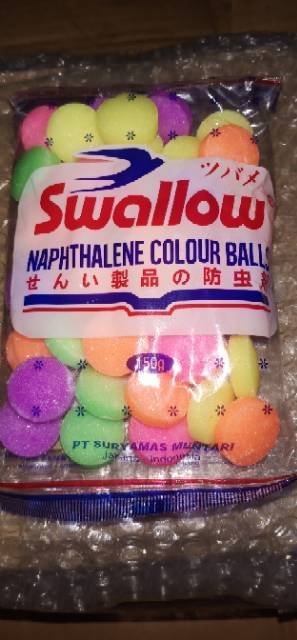 ツバメ
Swallow
NAPHTHALENE COLOUR BALLS
せんい製品の防虫剤
150g
PT SURYAMAS MENTARI
Jakarta - Indonesia